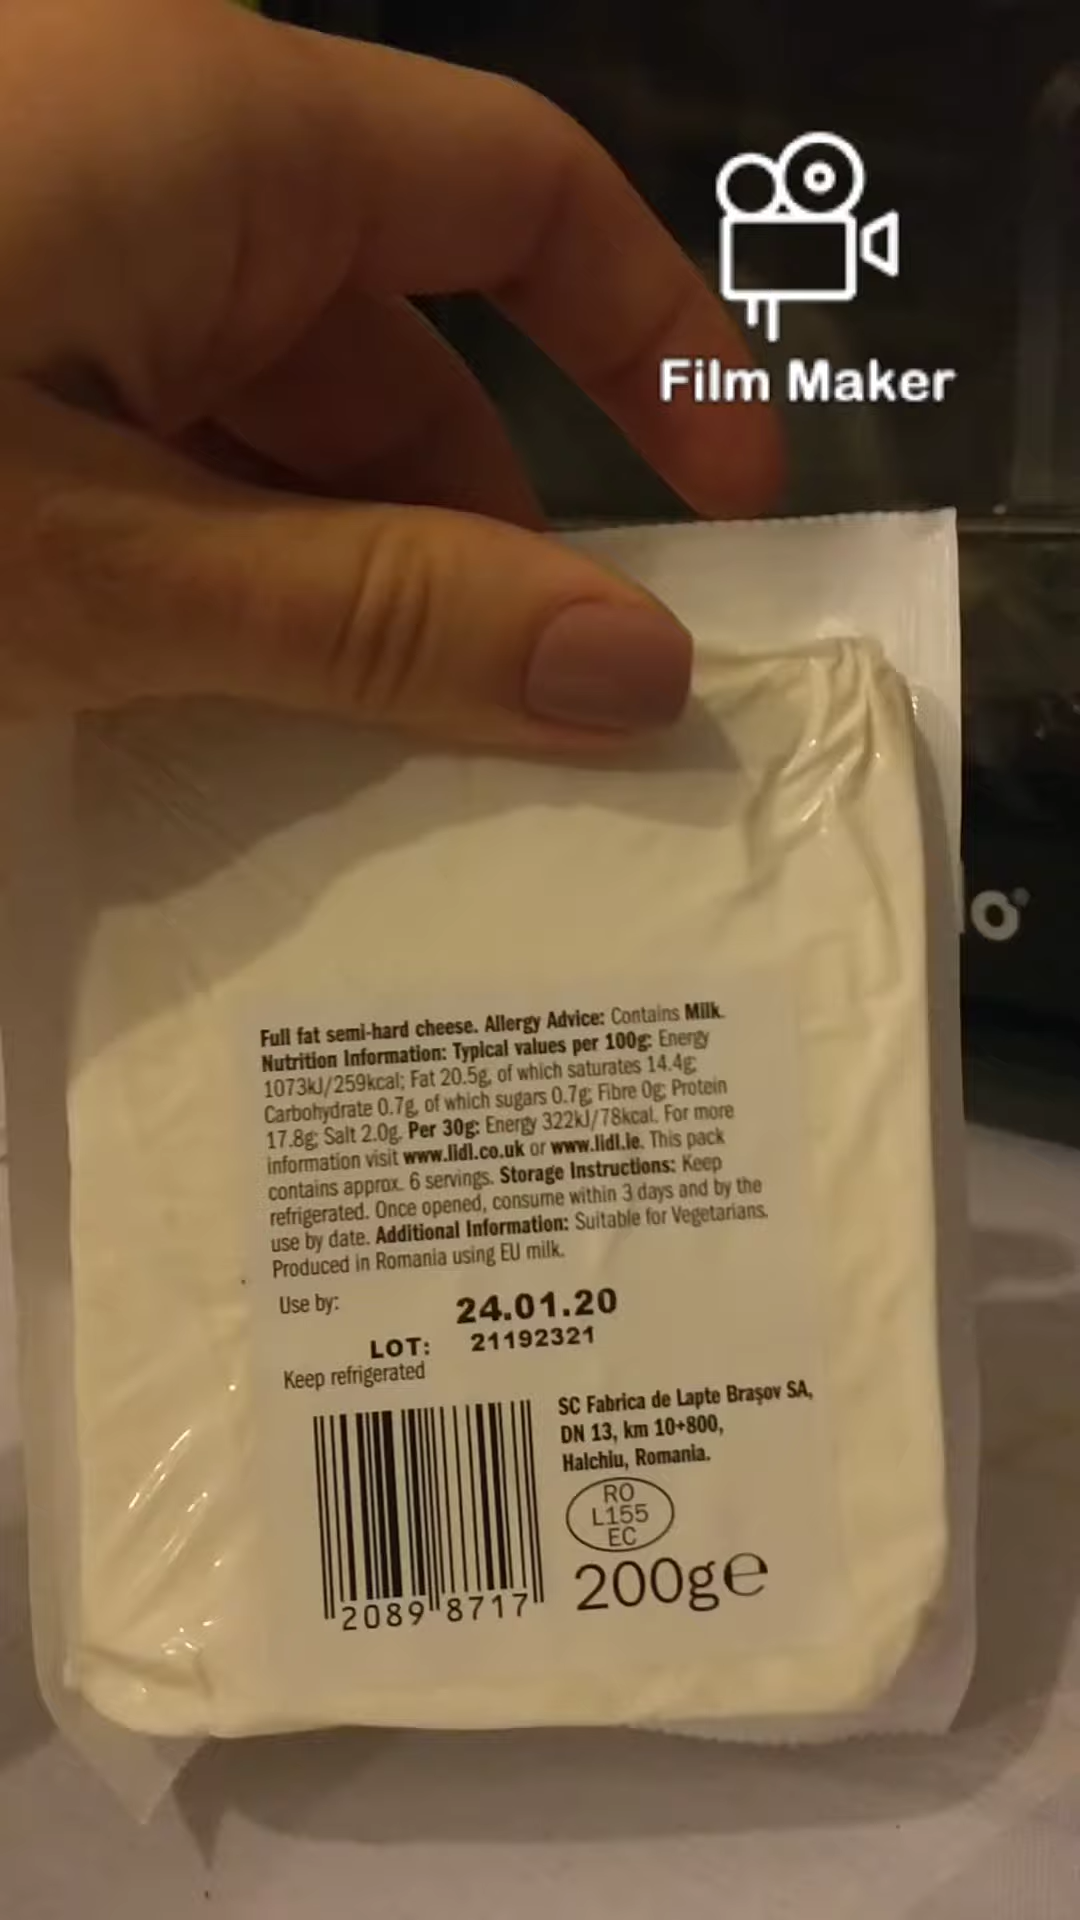 Film Maker
lo
Full fat semi-hard cheese. Allergy Advice: Contains Milk.
Nutrition Information: Typical values per 100g: Energy
1073kJ/259kcal; Fat 20.5g, of which saturates 14.4g;
Carbohydrate 0.7g, of which sugars 0.7g; Fibre 0g; Protein
17.8g; Salt 2.0g. Per 30g: Energy 322kJ/78kcal. For more
information visit www.lidl.co.uk or www.lidl.ie. This pack
contains approx. 6 servings. Storage Instructions: Keep
refrigerated. Once opened, consume within 3 days and by the
use by date. Additional Information: Suitable for Vegetarians.
Produced in Romania using EU milk.
Use by: 24.01.20
LOT: 21192321
Keep refrigerated
SC Fabrica de Lapte Brașov SA,
DN 13, km 10+800,
Halchiu, Romania.
RO
L155
EC
200g℮
2089 8717